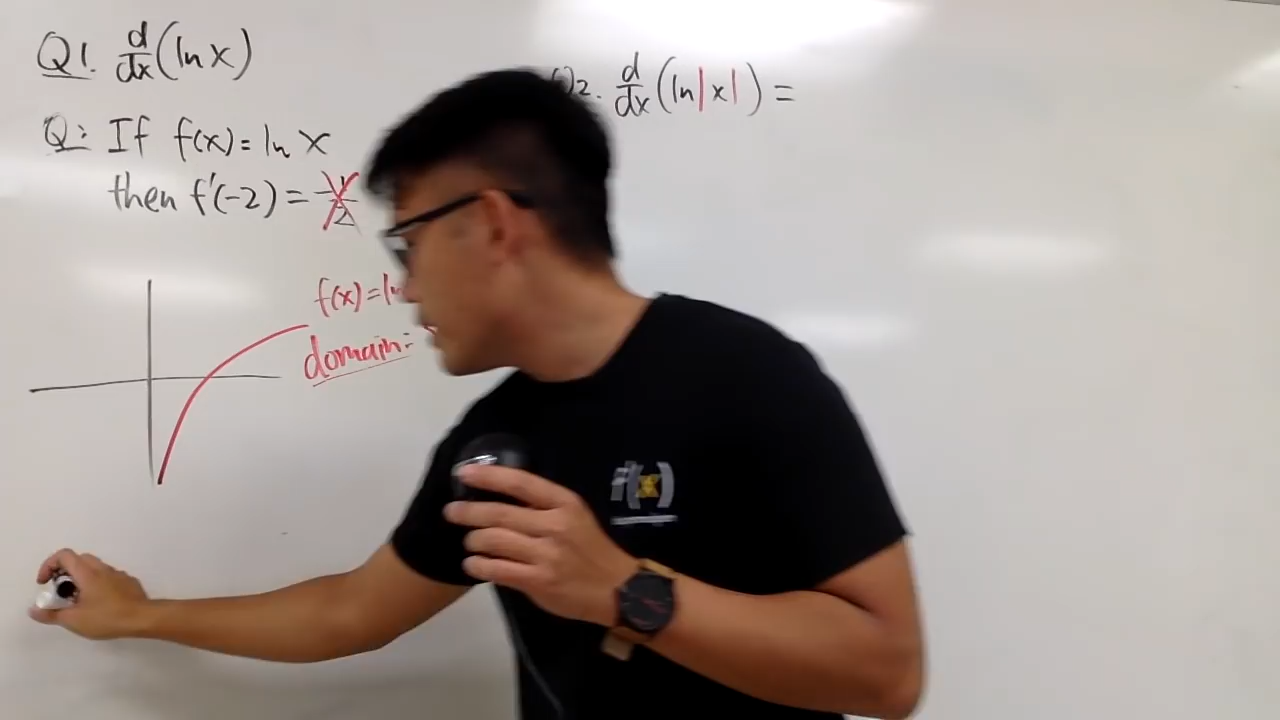 Q1. d/dx (ln x)
Q: If f(x) = ln x
then f'(-2) = -1/2
f(x) = ln
domain:
2. d/dx (ln|x|) =
f(x)